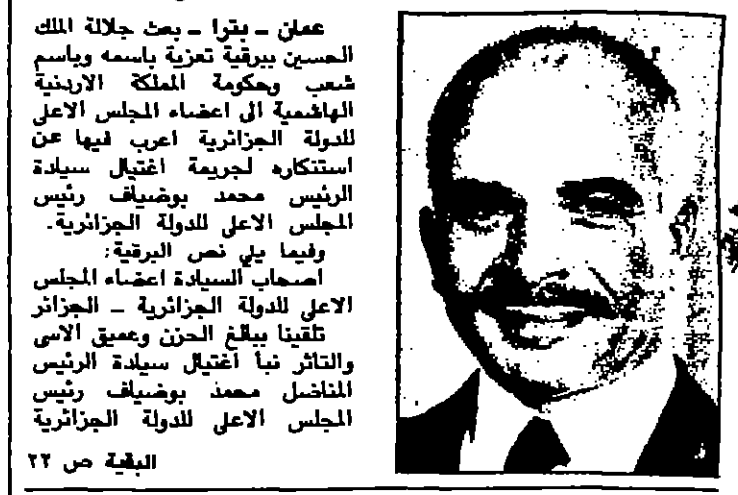 عمان ـ بترا ـ بعث جلالة الملك
الحسين ببرقية تعزية باسمه وباسم
شعب وحكومة المملكة الاردنية
الهاشمية الى اعضاء المجلس الاعلى
للدولة الجزائرية اعرب فيها عن
استنكاره لجريمة اغتيال سيادة
الرئيس محمد بوضياف رئيس
المجلس الاعلى للدولة الجزائرية.
وفيما يلي نص البرقية:
اصحاب السيادة اعضاء المجلس
الاعلى للدولة الجزائرية ـ الجزائر
تلقينا ببالغ الحزن وعميق الاسى
والتاثر نبأ اغتيال سيادة الرئيس
المناضل محمد بوضياف رئيس
المجلس الاعلى للدولة الجزائرية
البقية ص ٢٢